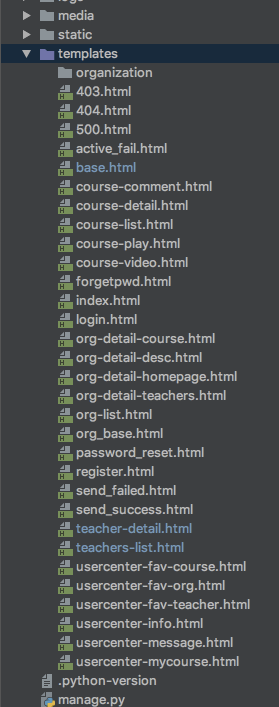 media
static
templates
organization
403.html
404.html
500.html
active_fail.html
base.html
course-comment.html
course-detail.html
course-list.html
course-play.html
course-video.html
forgetpwd.html
index.html
login.html
org-detail-course.html
org-detail-desc.html
org-detail-homepage.html
org-detail-teachers.html
org-list.html
org_base.html
password_reset.html
register.html
send_failed.html
send_success.html
teacher-detail.html
teachers-list.html
usercenter-fav-course.html
usercenter-fav-org.html
usercenter-fav-teacher.html
usercenter-info.html
usercenter-message.html
usercenter-mycourse.html
.python-version
manage.py